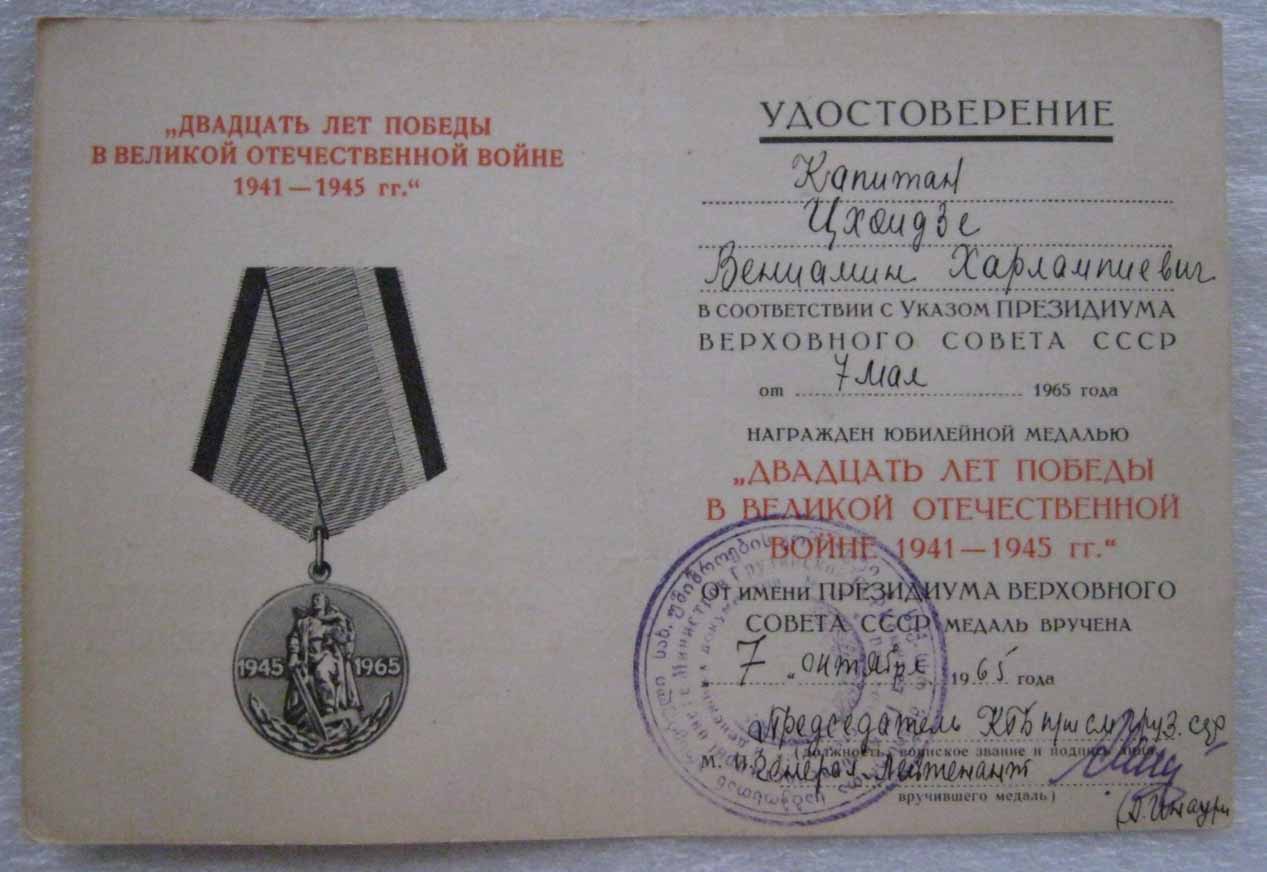 „ДВАДЦАТЬ ЛЕТ ПОБЕДЫ
В ВЕЛИКОЙ ОТЕЧЕСТВЕННОЙ ВОЙНЕ
1941—1945 гг.“
1945 1965
УДОСТОВЕРЕНИЕ
Капитан
Цхоидзе
Вениамин Харлампиевич
В СООТВЕТСТВИИ С УКАЗОМ ПРЕЗИДИУМА
ВЕРХОВНОГО СОВЕТА СССР
от 7 мая 1965 года
НАГРАЖДЕН ЮБИЛЕЙНОЙ МЕДАЛЬЮ
„ДВАДЦАТЬ ЛЕТ ПОБЕДЫ
В ВЕЛИКОЙ ОТЕЧЕСТВЕННОЙ
ВОЙНЕ 1941—1945 гг.“
ОТ ИМЕНИ ПРЕЗИДИУМА ВЕРХОВНОГО
СОВЕТА СССР МЕДАЛЬ ВРУЧЕНА
7 октября 1965 года
Председатель КГБ при СМ Груз. ССР
(должность, воинское звание и подпись лица,
М. П. Генерал-Лейтенант
вручившего медаль)
(А. Инаури